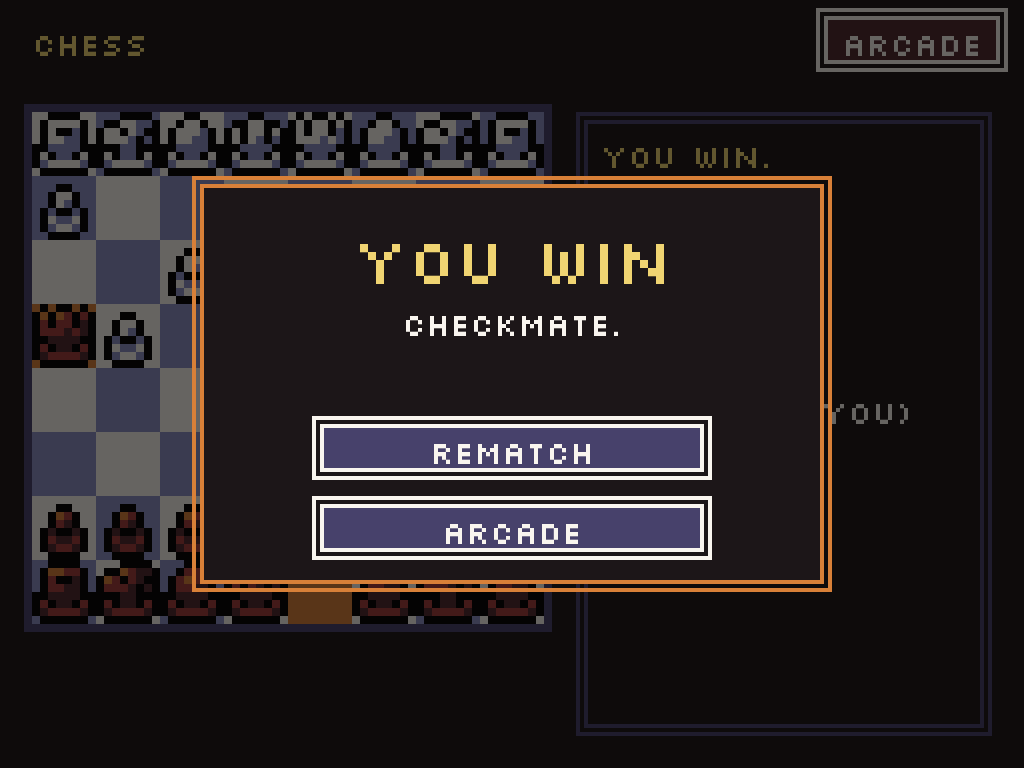 CHESS
ARCADE
YOU WIN.
YOU WIN
CHECKMATE.
YOU)
REMATCH
ARCADE